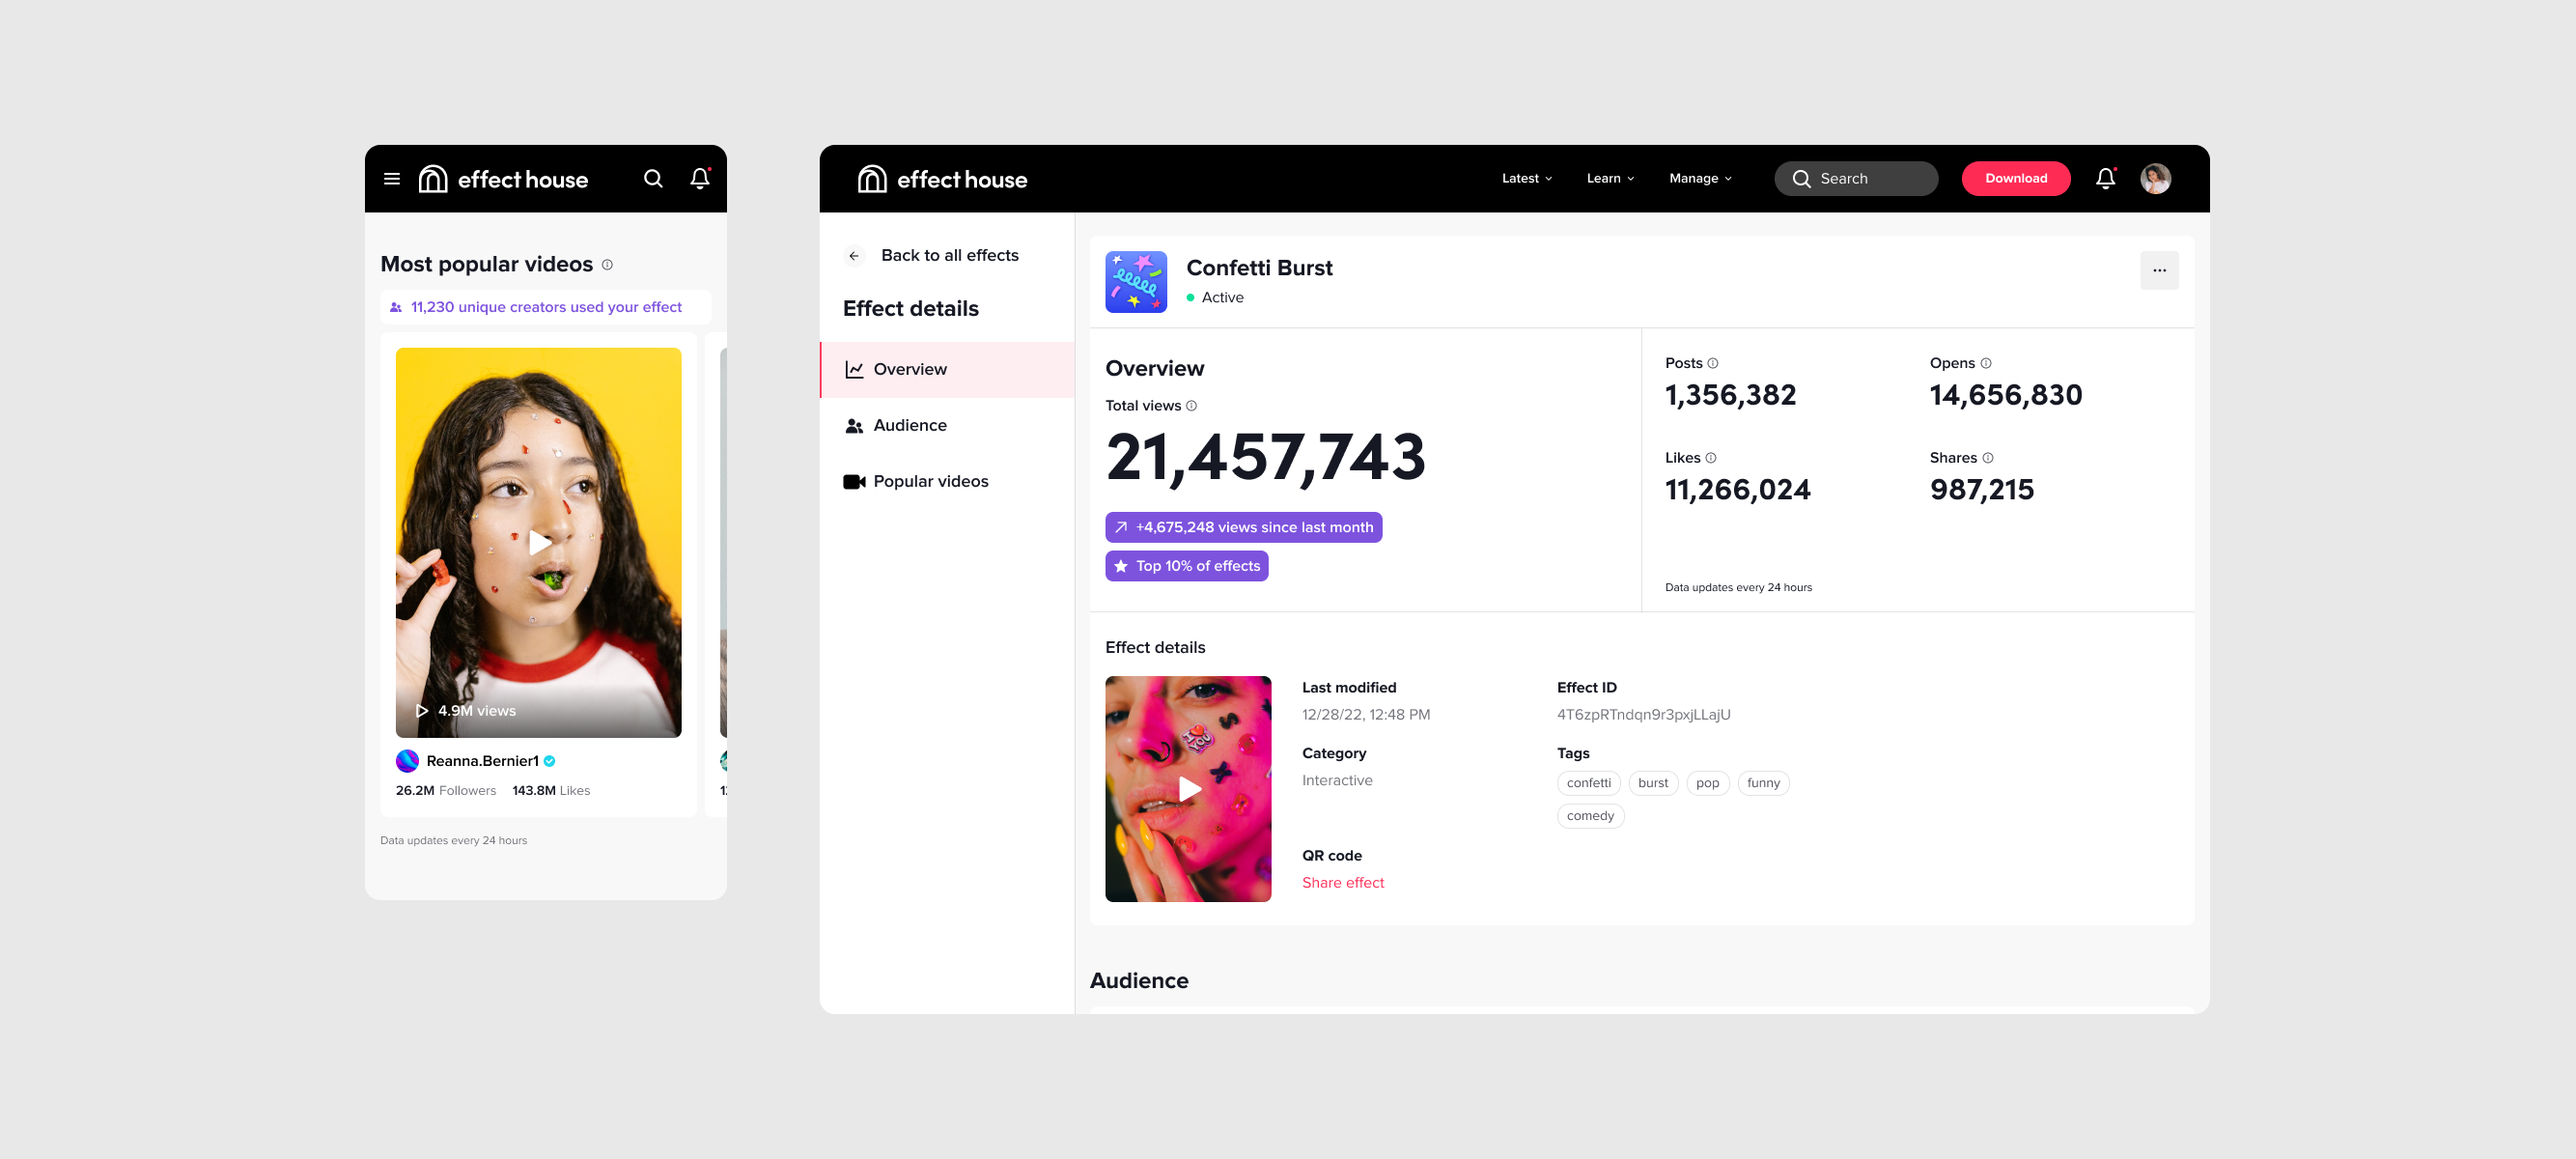 effect house
Most popular videos
11,230 unique creators used your effect
4.9M views
Reanna.Bernier1
26.2M Followers 143.8M Likes
Data updates every 24 hours
effect house
Latest Learn Manage Search Download
Back to all effects
Effect details
Overview
Audience
Popular videos
Confetti Burst
Active
Overview
Total views
21,457,743
+4,675,248 views since last month
Top 10% of effects
Posts Opens
1,356,382 14,656,830
Likes Shares
11,266,024 987,215
Data updates every 24 hours
Effect details
Last modified Effect ID
12/28/22, 12:48 PM 4T6zpRTndqn9r3pxjLLajU
Category Tags
Interactive confetti burst pop funny
comedy
QR code
Share effect
I YOU
Audience